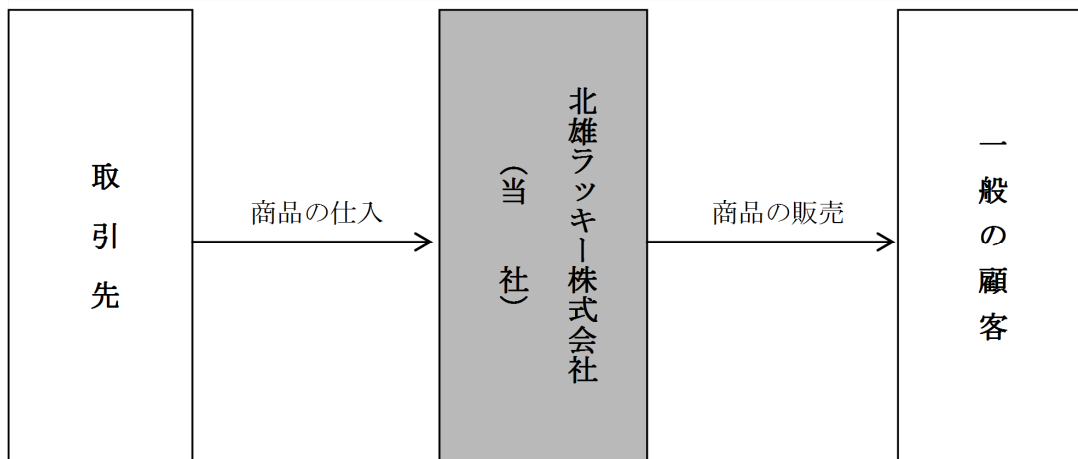 取引先
商品の仕入
北雄ラッキー株式会社
（当社）
商品の販売
一般の顧客